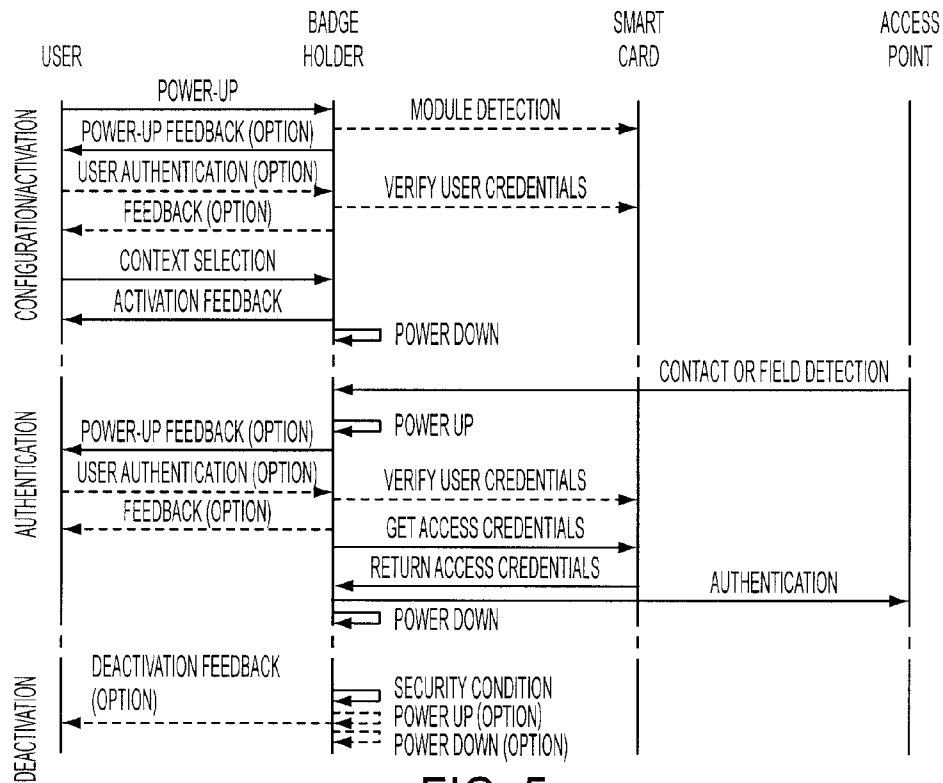 USER
BADGE
HOLDER
SMART
CARD
ACCESS
POINT
CONFIGURATION/ACTIVATION
POWER-UP
MODULE DETECTION
POWER-UP FEEDBACK (OPTION)
USER AUTHENTICATION (OPTION)
VERIFY USER CREDENTIALS
FEEDBACK (OPTION)
CONTEXT SELECTION
ACTIVATION FEEDBACK
POWER DOWN
CONTACT OR FIELD DETECTION
AUTHENTICATION
POWER UP
POWER-UP FEEDBACK (OPTION)
USER AUTHENTICATION (OPTION)
VERIFY USER CREDENTIALS
FEEDBACK (OPTION)
GET ACCESS CREDENTIALS
RETURN ACCESS CREDENTIALS
AUTHENTICATION
POWER DOWN
DEACTIVATION
DEACTIVATION FEEDBACK
(OPTION)
SECURITY CONDITION
POWER UP (OPTION)
POWER DOWN (OPTION)
FIG. 5